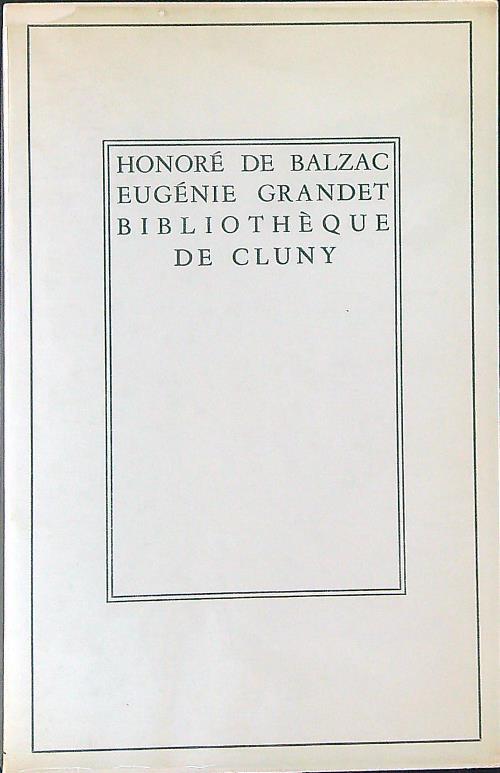 HONORÉ DE BALZAC
EUGÉNIE GRANDET
BIBLIOTHÈQUE
DE CLUNY